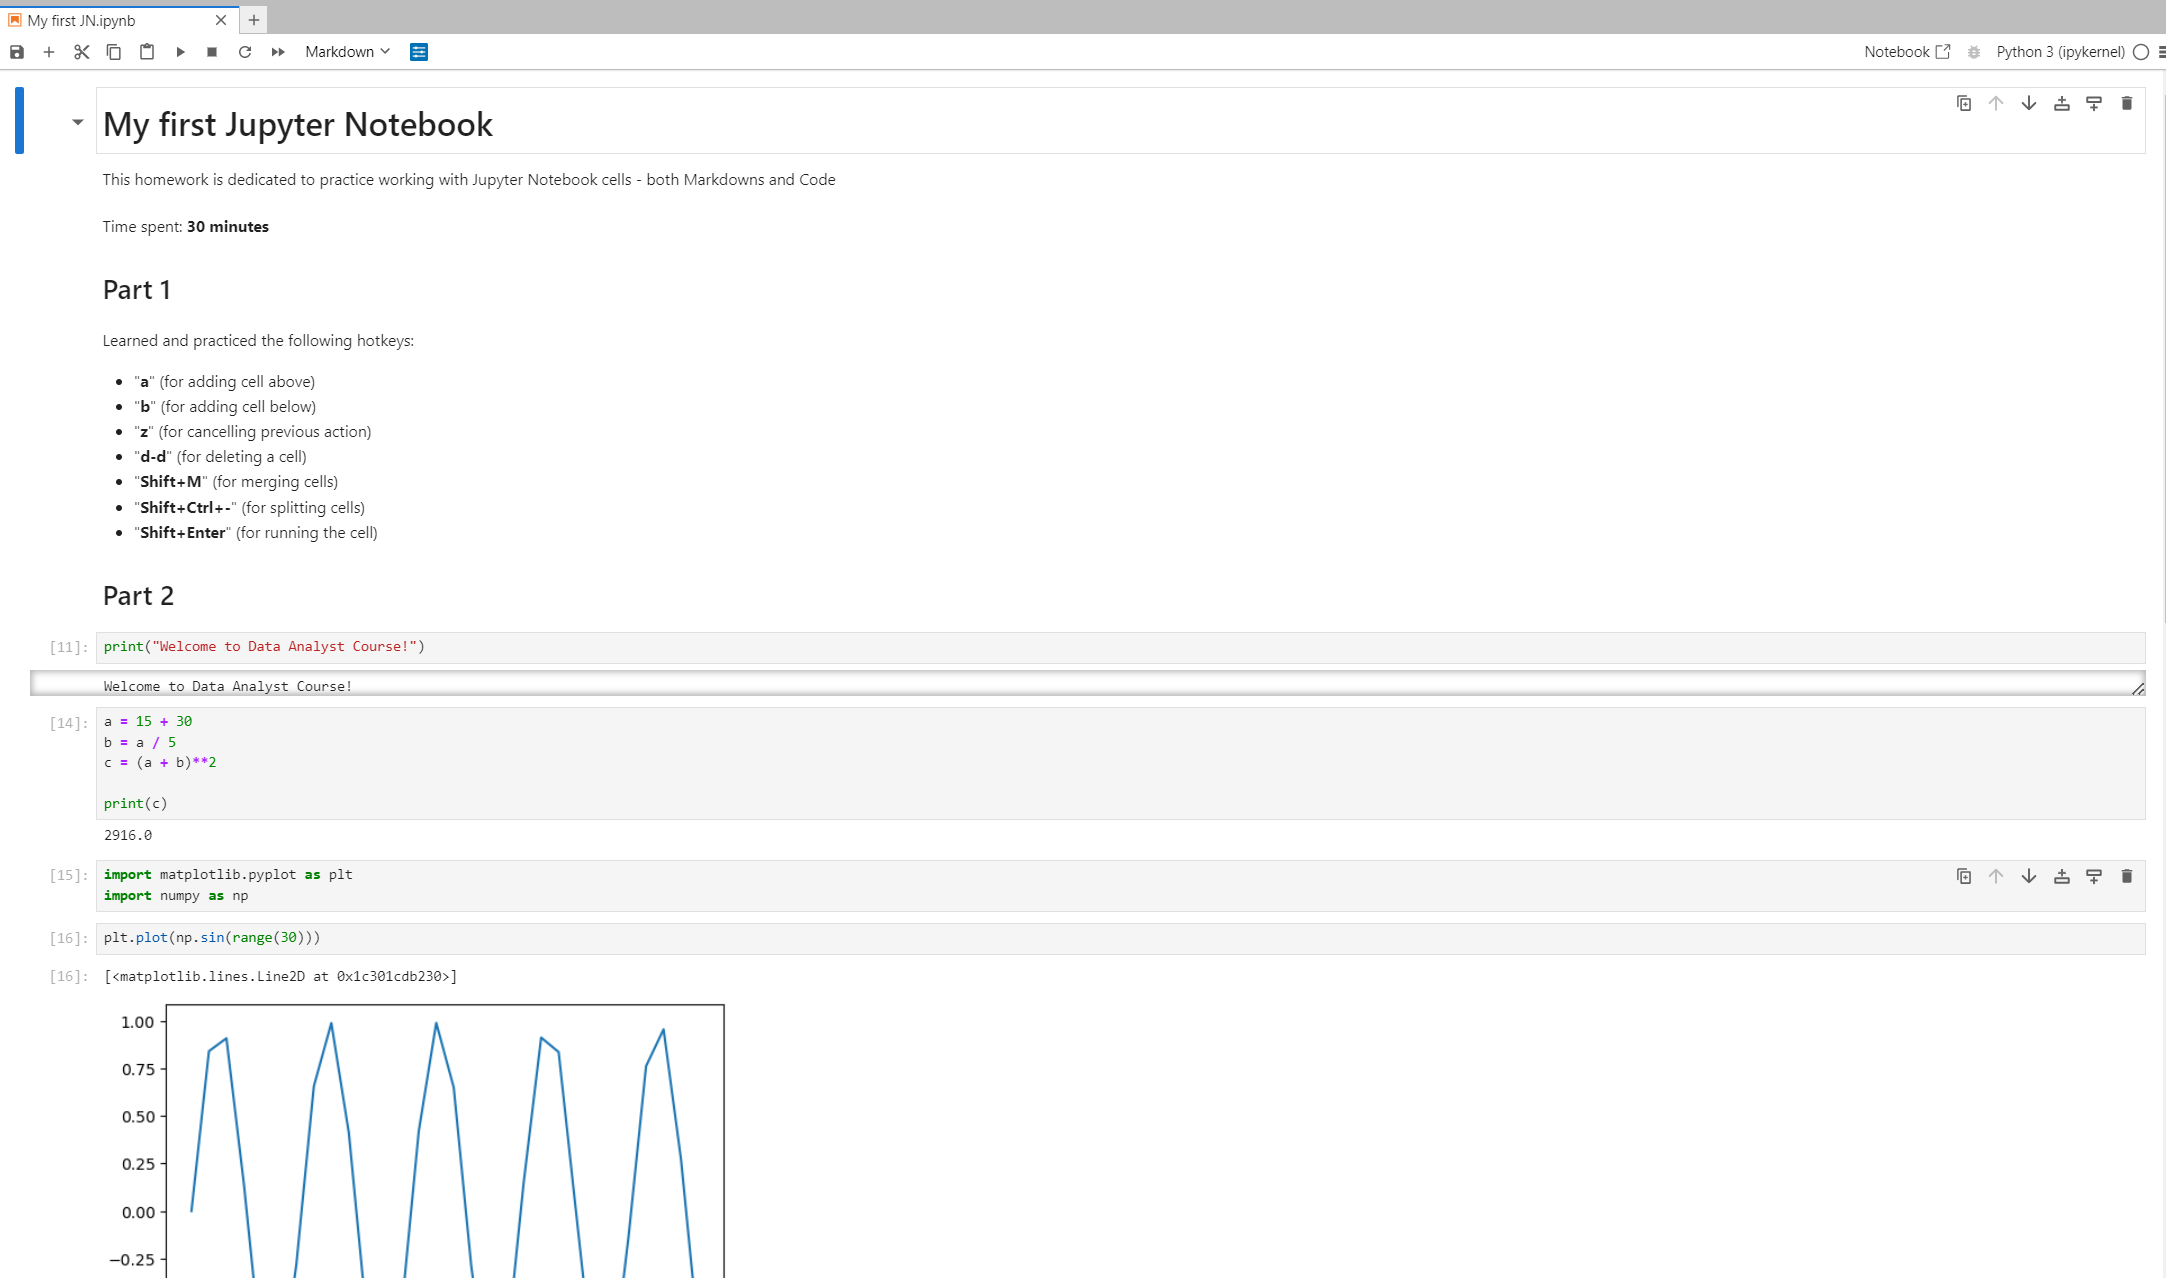 My first JN.ipynb
Markdown
Notebook
Python 3 (ipykernel)
My first Jupyter Notebook
This homework is dedicated to practice working with Jupyter Notebook cells - both Markdowns and Code
Time spent: 30 minutes
Part 1
Learned and practiced the following hotkeys:
"a" (for adding cell above)
"b" (for adding cell below)
"z" (for cancelling previous action)
"d-d" (for deleting a cell)
"Shift+M" (for merging cells)
"Shift+Ctrl+-" (for splitting cells)
"Shift+Enter" (for running the cell)
Part 2
[11]: print("Welcome to Data Analyst Course!")
Welcome to Data Analyst Course!
[14]: a = 15 + 30
b = a / 5
c = (a + b)**2
print(c)
2916.0
[15]: import matplotlib.pyplot as plt
import numpy as np
[16]: plt.plot(np.sin(range(30)))
[16]: [<matplotlib.lines.Line2D at 0x1c301cdb230>]
1.00
0.75
0.50
0.25
0.00
−0.25